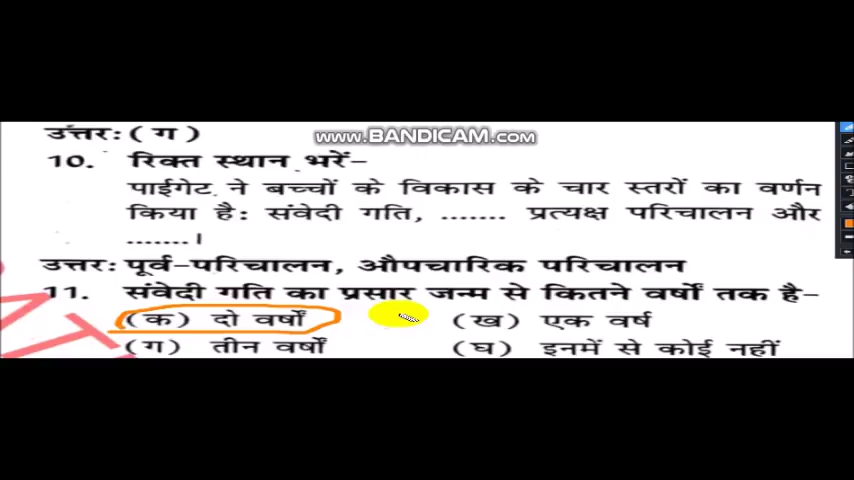 उत्तर: ( ग )
www.BANDICAM.com
10. रिक्त स्थान भरें-
पाईगेट ने बच्चों के विकास के चार स्तरों का वर्णन
किया है: संवेदी गति, ....... प्रत्यक्ष परिचालन और
.......।
उत्तर: पूर्व-परिचालन, औपचारिक परिचालन
11. संवेदी गति का प्रसार जन्म से कितने वर्षों तक है-
(क) दो वर्षों (ख) एक वर्ष
(ग) तीन वर्षों (घ) इनमें से कोई नहीं